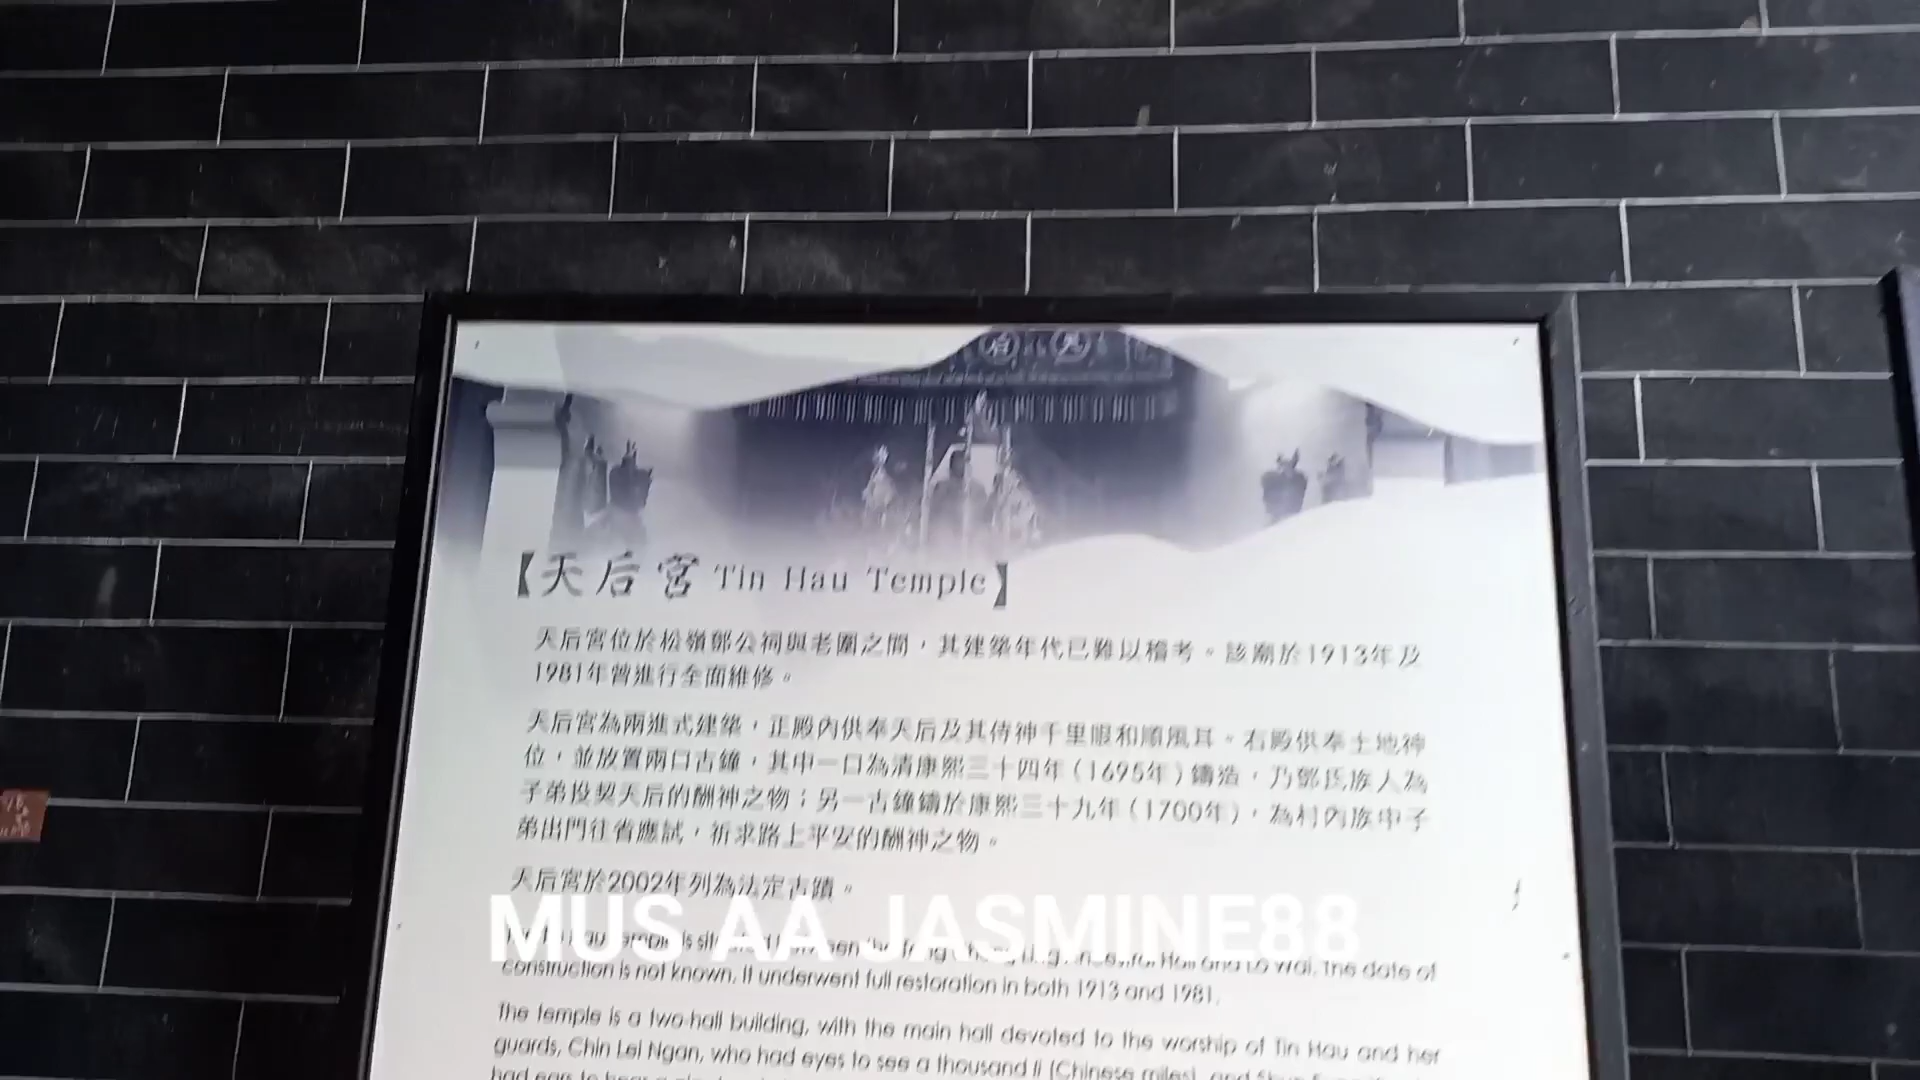 【天后宮 Tin Hau Temple】
天后宮位於松嶺鄧公祠與老圍之間，其建築年代已難以稽考。該廟於1913年及
1981年曾進行全面維修。
天后宮為兩進式建築，正殿內供奉天后及其侍神千里眼和順風耳。右殿供奉土地神
位，並放置兩口古鐘，其中一口為清康熙三十四年（1695年）鑄造，乃鄧氏族人為
子弟投契天后的酬神之物；另一古鐘鑄於康熙三十九年（1700年），為村內族中子
弟出門往省應試，祈求路上平安的酬神之物。
天后宮於2002年列為法定古蹟。
MUS AA JASMINE88
Hall and Lo Wai. The date of
construction is not known. It underwent full restoration in both 1913 and 1981.
The temple is a two-hall building, with the main hall devoted to the worship of Tin Hau and her
guards, Chin Lei Ngan, who had eyes to see a thousand li (Chinese miles), and
had ears to hear